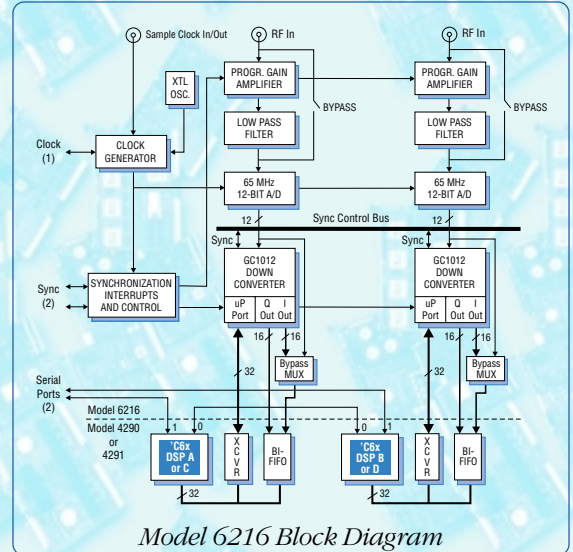 Sample Clock In/Out
RF In
RF In
XTL
OSC.
PROGR. GAIN
AMPLIFIER
PROGR. GAIN
AMPLIFIER
BYPASS
BYPASS
Clock
(1)
CLOCK
GENERATOR
LOW PASS
FILTER
LOW PASS
FILTER
65 MHz
12-BIT A/D
65 MHz
12-BIT A/D
12
Sync Control Bus
12
Sync
Sync
GC1012
DOWN
CONVERTER
GC1012
DOWN
CONVERTER
Sync
(2)
SYNCHRONIZATION
INTERRUPTS
AND CONTROL
uP
Port
Q
Out
I
Out
uP
Port
Q
Out
I
Out
16
16
16
16
Bypass
MUX
Bypass
MUX
32
32
Serial
Ports
(2)
Model 6216
Model 4290
or
4291
1
0
0
1
'C6x
DSP A
or C
X
C
V
R
BI-
FIFO
'C6x
DSP B
or D
X
C
V
R
BI-
FIFO
32
32
Model 6216 Block Diagram